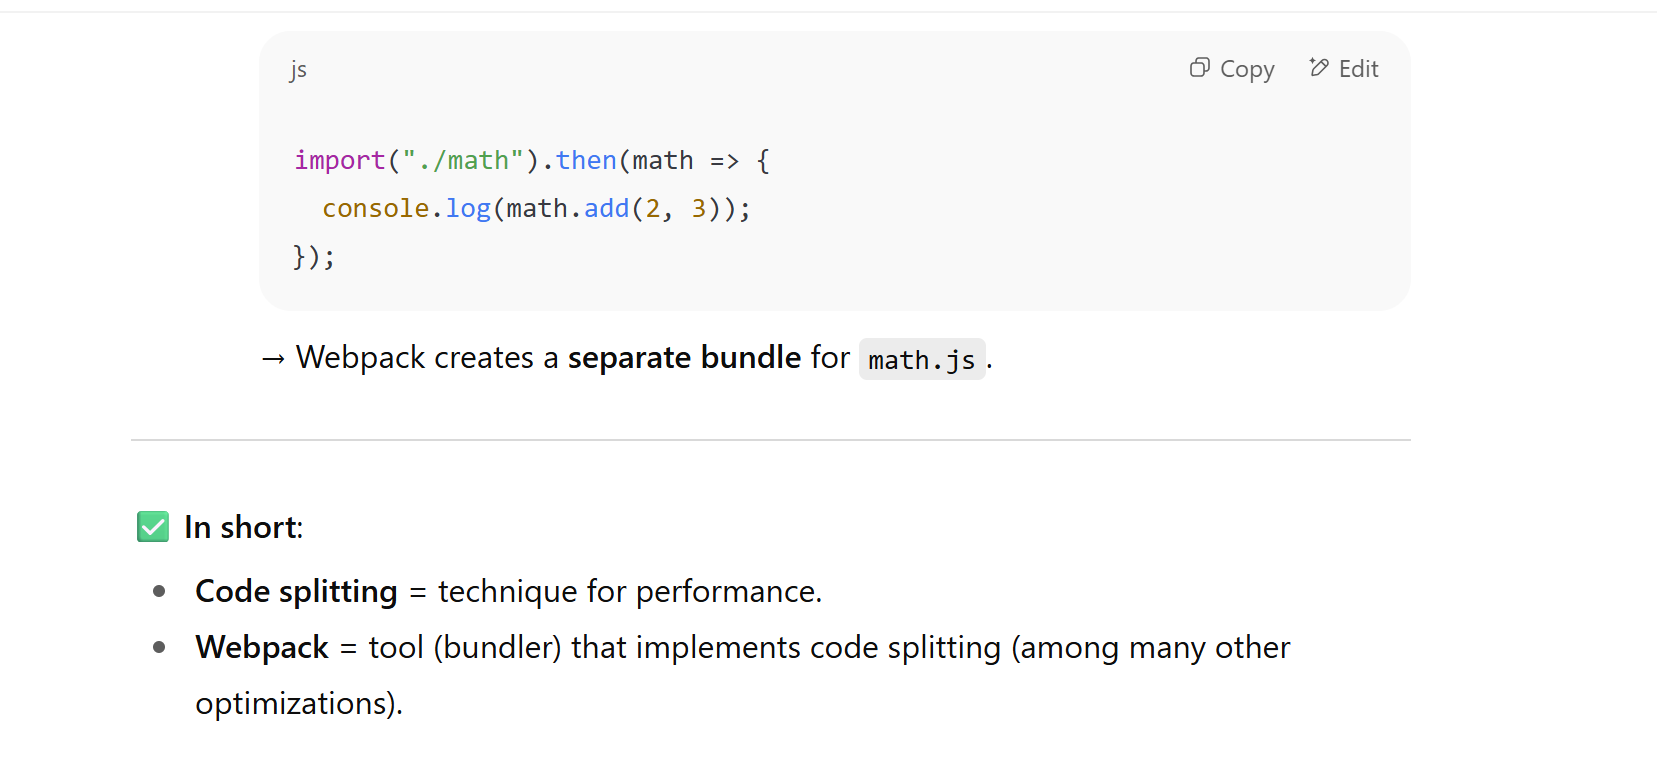 js
Copy
Edit
import("./math").then(math => {
  console.log(math.add(2, 3));
});
→ Webpack creates a separate bundle for math.js.
✅ In short:
• Code splitting = technique for performance.
• Webpack = tool (bundler) that implements code splitting (among many other
optimizations).